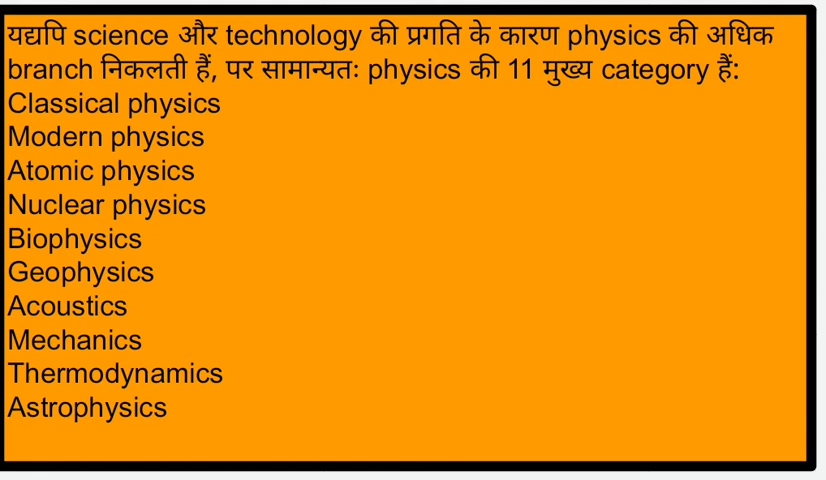 यद्यपि science और technology की प्रगति के कारण physics की अधिक
branch निकलती हैं, पर सामान्यतः physics की 11 मुख्य category हैं:
Classical physics
Modern physics
Atomic physics
Nuclear physics
Biophysics
Geophysics
Acoustics
Mechanics
Thermodynamics
Astrophysics